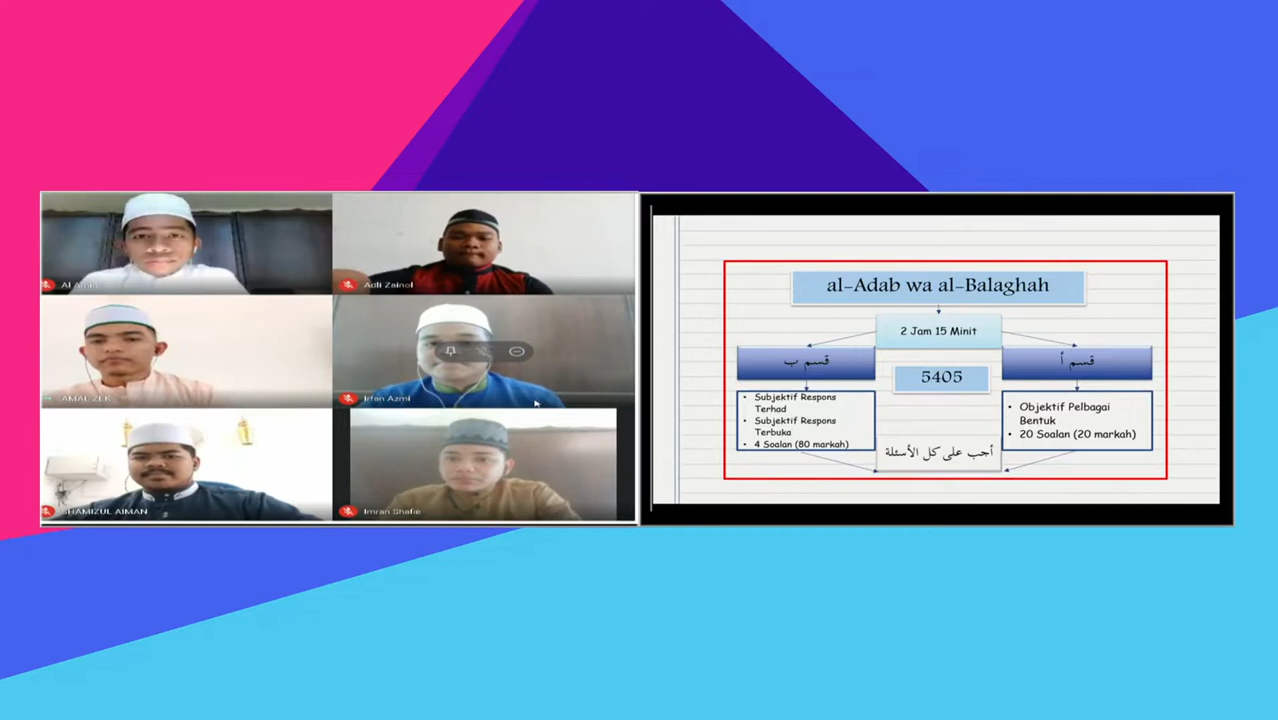 Al Amin
Adli Zainol
AMAL ZEK
Irfan Azmi
SHAMIZUL AIMAN
Imran Shafie
al-Adab wa al-Balaghah
2 Jam 15 Minit
قسم ب
قسم أ
5405
• Subjektif Respons
Terhad
• Subjektif Respons
Terbuka
• 4 Soalan (80 markah)
• Objektif Pelbagai
Bentuk
• 20 Soalan (20 markah)
أجب على كل الأسئلة